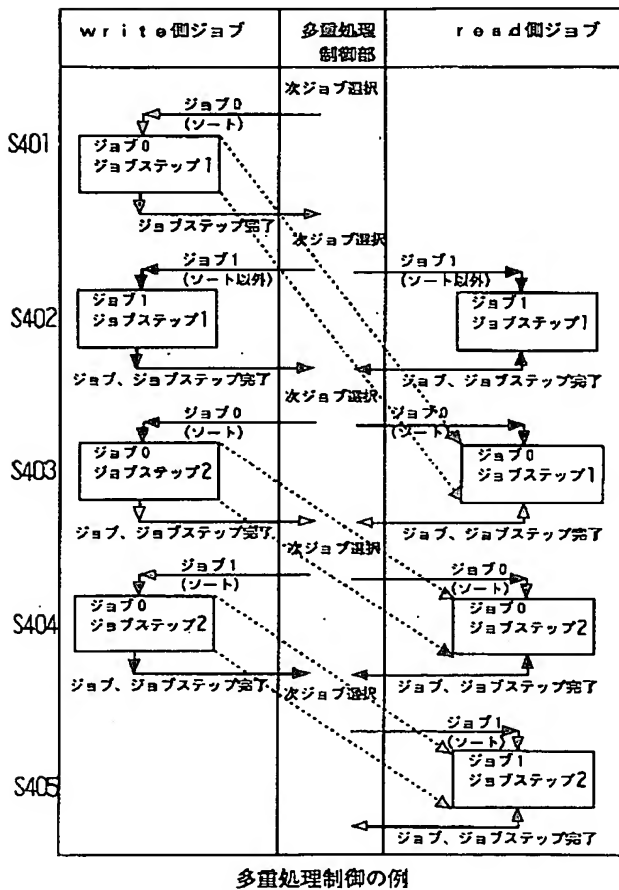 write側ジョブ 多重処理制御部 read側ジョブ
次ジョブ選択
ジョブ0
(ソート)
S401
ジョブ0
ジョブステップ1
ジョブステップ完了
次ジョブ選択
ジョブ1
(ソート以外)
ジョブ1
(ソート以外)
S402
ジョブ1
ジョブステップ1
ジョブ1
ジョブステップ1
ジョブ、ジョブステップ完了
ジョブ、ジョブステップ完了
次ジョブ選択
ジョブ0
(ソート)
ジョブ0
(ソート)
S403
ジョブ0
ジョブステップ2
ジョブ0
ジョブステップ1
ジョブ、ジョブステップ完了
ジョブ、ジョブステップ完了
次ジョブ選択
ジョブ1
(ソート)
ジョブ0
(ソート)
S404
ジョブ0
ジョブステップ2
ジョブ0
ジョブステップ2
ジョブ、ジョブステップ完了
ジョブ、ジョブステップ完了
次ジョブ選択
ジョブ1
(ソート)
S405
ジョブ1
ジョブステップ2
ジョブ、ジョブステップ完了
多重処理制御の例